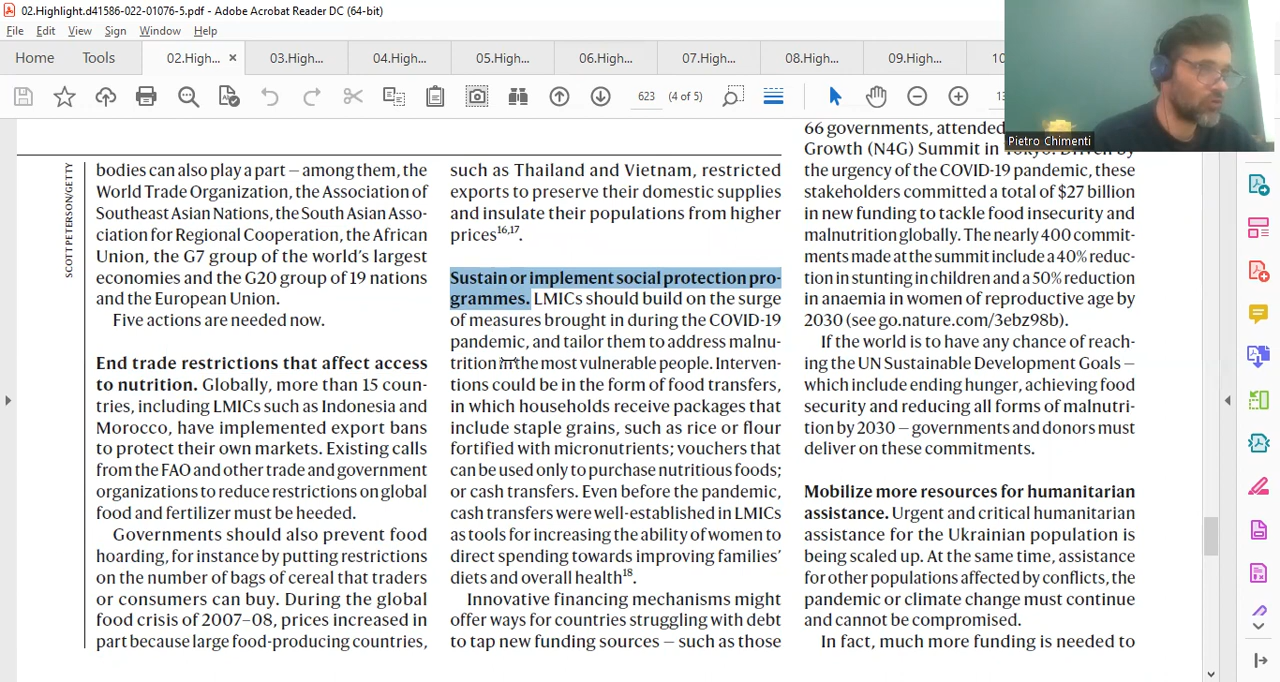 02.Highlight.d41586-022-01076-5.pdf - Adobe Acrobat Reader DC (64-bit)
File Edit View Sign Window Help
Home Tools 02.High... × 03.High... 04.High... 05.High... 06.High... 07.High... 08.High... 09.High... 10
623 (4 of 5)
Pietro Chimenti
SCOTT PETERSON/GETTY
bodies can also play a part – among them, the
World Trade Organization, the Association of
Southeast Asian Nations, the South Asian Asso-
ciation for Regional Cooperation, the African
Union, the G7 group of the world's largest
economies and the G20 group of 19 nations
and the European Union.
Five actions are needed now.
End trade restrictions that affect access
to nutrition. Globally, more than 15 coun-
tries, including LMICs such as Indonesia and
Morocco, have implemented export bans
to protect their own markets. Existing calls
from the FAO and other trade and government
organizations to reduce restrictions on global
food and fertilizer must be heeded.
Governments should also prevent food
hoarding, for instance by putting restrictions
on the number of bags of cereal that traders
or consumers can buy. During the global
food crisis of 2007–08, prices increased in
part because large food-producing countries,
such as Thailand and Vietnam, restricted
exports to preserve their domestic supplies
and insulate their populations from higher
prices16,17.
Sustain or implement social protection pro-
grammes. LMICs should build on the surge
of measures brought in during the COVID-19
pandemic, and tailor them to address malnu-
trition in the most vulnerable people. Interven-
tions could be in the form of food transfers,
in which households receive packages that
include staple grains, such as rice or flour
fortified with micronutrients; vouchers that
can be used only to purchase nutritious foods;
or cash transfers. Even before the pandemic,
cash transfers were well-established in LMICs
as tools for increasing the ability of women to
direct spending towards improving families'
diets and overall health18.
Innovative financing mechanisms might
offer ways for countries struggling with debt
to tap new funding sources – such as those
66 governments, attended
Growth (N4G) Summit in Tokyo. Driven by
the urgency of the COVID-19 pandemic, these
stakeholders committed a total of $27 billion
in new funding to tackle food insecurity and
malnutrition globally. The nearly 400 commit-
ments made at the summit include a 40% reduc-
tion in stunting in children and a 50% reduction
in anaemia in women of reproductive age by
2030 (see go.nature.com/3ebz98b).
If the world is to have any chance of reach-
ing the UN Sustainable Development Goals –
which include ending hunger, achieving food
security and reducing all forms of malnutri-
tion by 2030 – governments and donors must
deliver on these commitments.
Mobilize more resources for humanitarian
assistance. Urgent and critical humanitarian
assistance for the Ukrainian population is
being scaled up. At the same time, assistance
for other populations affected by conflicts, the
pandemic or climate change must continue
and cannot be compromised.
In fact, much more funding is needed to